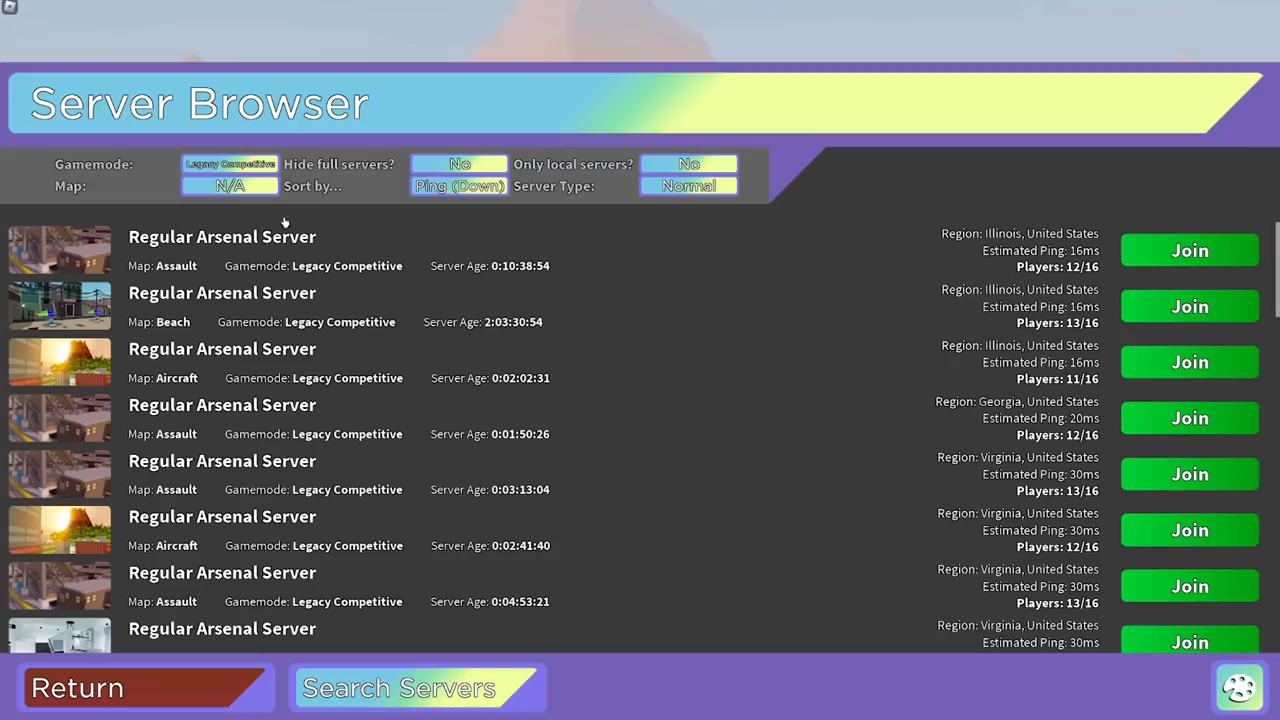 Server Browser
Gamemode: Legacy Competitive Hide full servers? No Only local servers? No
Map: N/A Sort by... Ping (Down) Server Type: Normal
Regular Arsenal Server
Map: Assault Gamemode: Legacy Competitive Server Age: 0:10:38:54
Region: Illinois, United States
Estimated Ping: 16ms
Players: 12/16
Join
Regular Arsenal Server
Map: Beach Gamemode: Legacy Competitive Server Age: 2:03:30:54
Region: Illinois, United States
Estimated Ping: 16ms
Players: 13/16
Join
Regular Arsenal Server
Map: Aircraft Gamemode: Legacy Competitive Server Age: 0:02:02:31
Region: Illinois, United States
Estimated Ping: 16ms
Players: 11/16
Join
Regular Arsenal Server
Map: Assault Gamemode: Legacy Competitive Server Age: 0:01:50:26
Region: Georgia, United States
Estimated Ping: 20ms
Players: 12/16
Join
Regular Arsenal Server
Map: Assault Gamemode: Legacy Competitive Server Age: 0:03:13:04
Region: Virginia, United States
Estimated Ping: 30ms
Players: 13/16
Join
Regular Arsenal Server
Map: Aircraft Gamemode: Legacy Competitive Server Age: 0:02:41:40
Region: Virginia, United States
Estimated Ping: 30ms
Players: 12/16
Join
Regular Arsenal Server
Map: Assault Gamemode: Legacy Competitive Server Age: 0:04:53:21
Region: Virginia, United States
Estimated Ping: 30ms
Players: 13/16
Join
Regular Arsenal Server
Region: Virginia, United States
Estimated Ping: 30ms
Join
Return
Search Servers